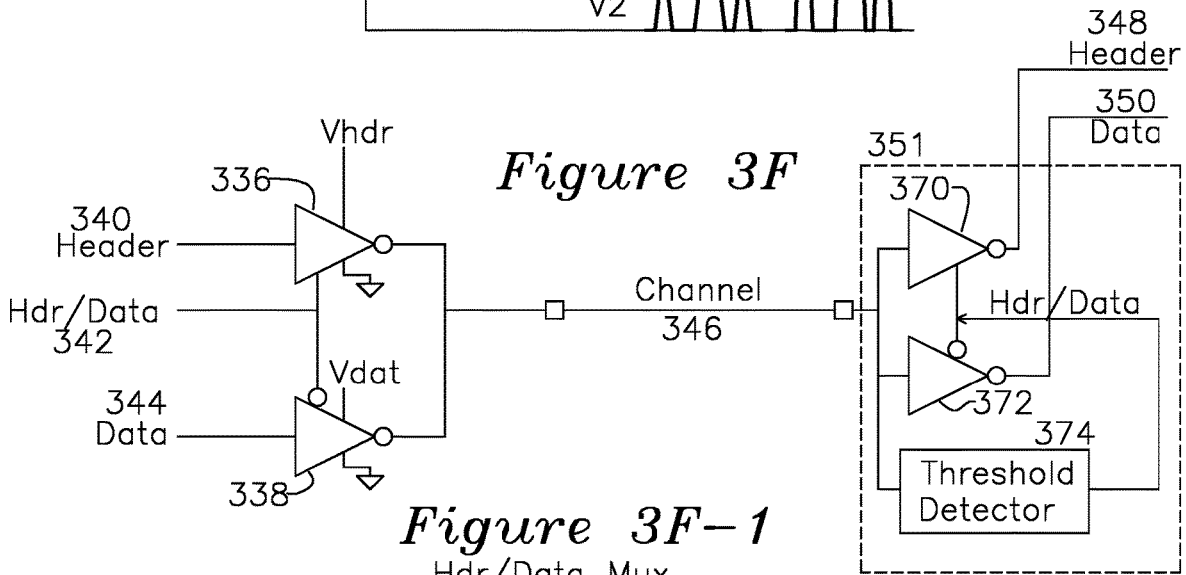 V2
348
Header
350
Data
351
Vhdr
Figure 3F
336
370
340
Header
Hdr/Data
342
Channel
346
Hdr/Data
Vdat
344
Data
372
374
Threshold
Detector
338
Figure 3F-1
Hdr/Data Mux